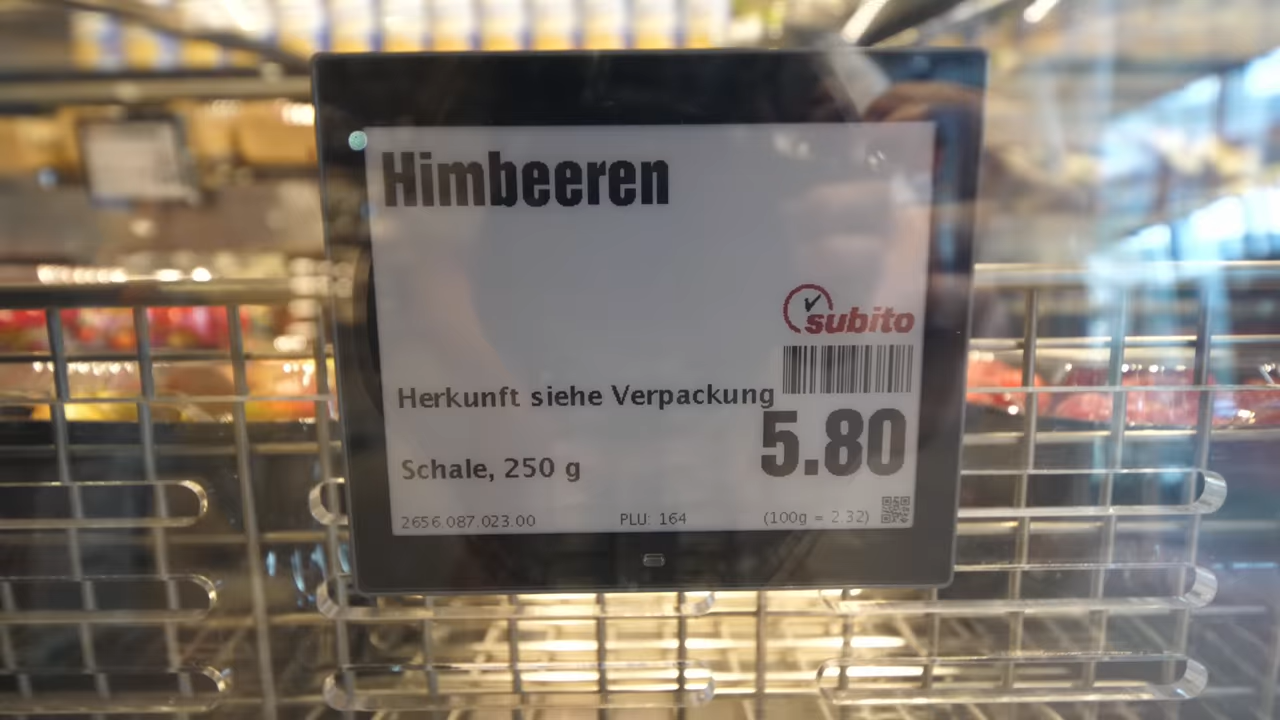 Himbeeren
subito
Herkunft siehe Verpackung
5.80
Schale, 250 g
2656.087.023.00 PLU: 164 (100g = 2.32)